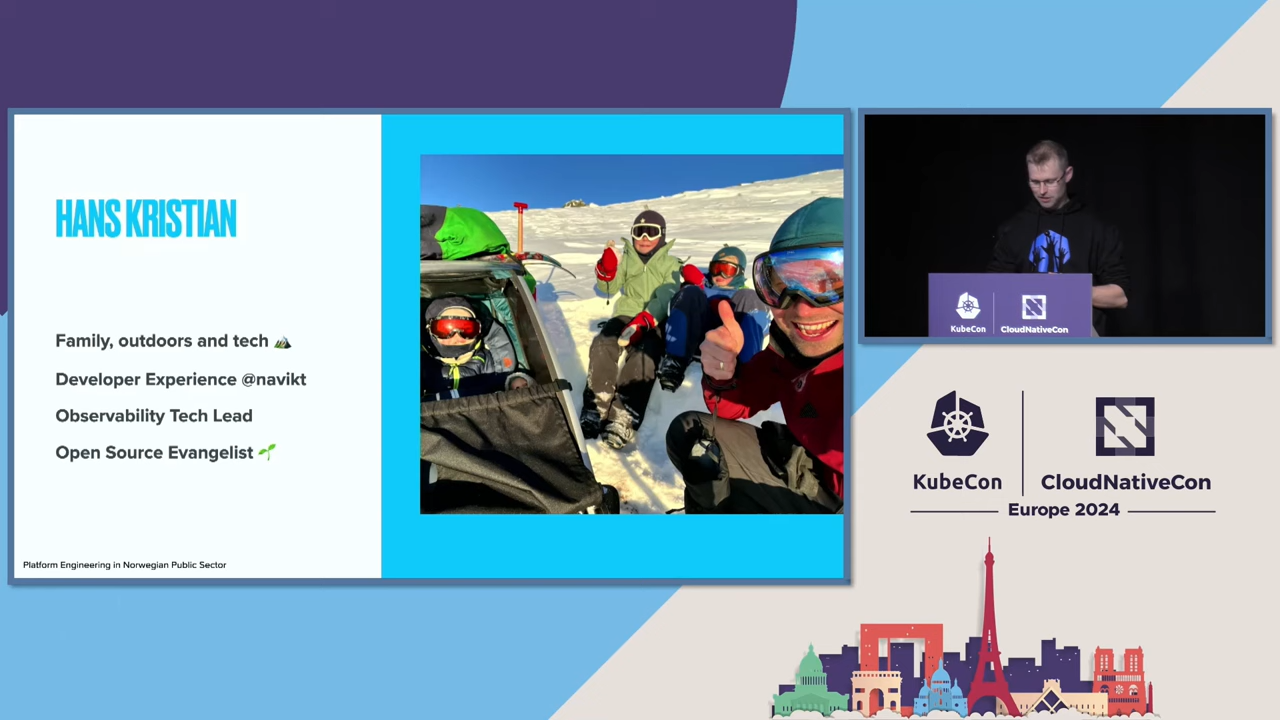 HANS KRISTIAN
Family, outdoors and tech
Developer Experience @navikt
Observability Tech Lead
Open Source Evangelist
Platform Engineering in Norwegian Public Sector
KubeCon
CloudNativeCon
KubeCon
CloudNativeCon
Europe 2024